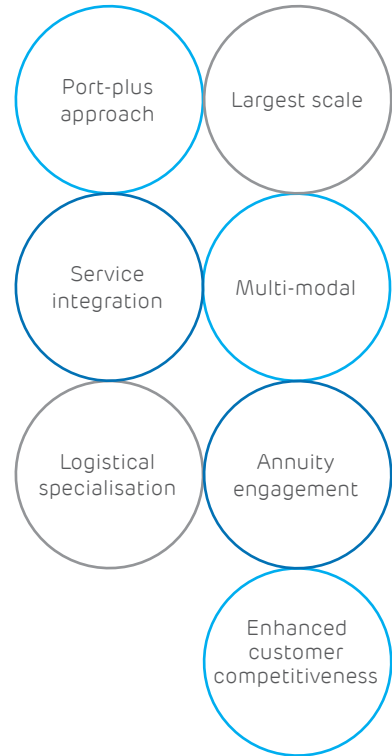 Port-plus
approach
Largest scale
Service
integration
Multi-modal
Logistical
specialisation
Annuity
engagement
Enhanced
customer
competitiveness